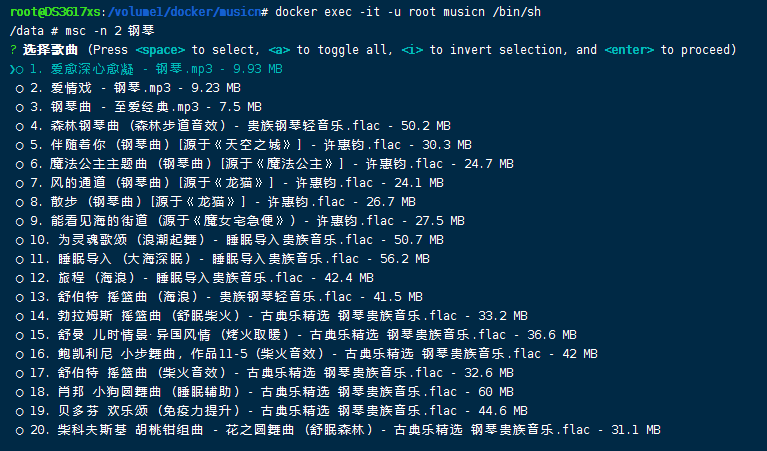 root@DS3617xs:/volume1/docker/musicn# docker exec -it -u root musicn /bin/sh
/data # msc -n 2 钢琴
? 选择歌曲 (Press <space> to select, <a> to toggle all, <i> to invert selection, and <enter> to proceed)
❯○ 1. 爱愈深心愈凝 - 钢琴.mp3 - 9.93 MB
○ 2. 爱情戏 - 钢琴.mp3 - 9.23 MB
○ 3. 钢琴曲 - 至爱经典.mp3 - 7.5 MB
○ 4. 森林钢琴曲 (森林步道音效) - 贵族钢琴轻音乐.flac - 50.2 MB
○ 5. 伴随着你 (钢琴曲) [源于《天空之城》] - 许惠钧.flac - 30.3 MB
○ 6. 魔法公主主题曲 (钢琴曲) [源于《魔法公主》] - 许惠钧.flac - 24.7 MB
○ 7. 风的通道 (钢琴曲) [源于《龙猫》] - 许惠钧.flac - 24.1 MB
○ 8. 散步 (钢琴曲) [源于《龙猫》] - 许惠钧.flac - 26.7 MB
○ 9. 能看见海的街道 (源于《魔女宅急便》) - 许惠钧.flac - 27.5 MB
○ 10. 为灵魂歌颂 (浪潮起舞) - 睡眠导入贵族音乐.flac - 50.7 MB
○ 11. 睡眠导入 (大海深眠) - 睡眠导入贵族音乐.flac - 56.2 MB
○ 12. 旅程 (海浪) - 睡眠导入贵族音乐.flac - 42.4 MB
○ 13. 舒伯特 摇篮曲 (海浪) - 贵族钢琴轻音乐.flac - 41.5 MB
○ 14. 勃拉姆斯 摇篮曲 (舒眠柴火) - 古典乐精选 钢琴贵族音乐.flac - 33.2 MB
○ 15. 舒曼 儿时情景·异国风情 (烤火取暖) - 古典乐精选 钢琴贵族音乐.flac - 36.6 MB
○ 16. 鲍凯利尼 小步舞曲, 作品11-5 (柴火音效) - 古典乐精选 钢琴贵族音乐.flac - 42 MB
○ 17. 舒伯特 摇篮曲 (柴火音效) - 古典乐精选 钢琴贵族音乐.flac - 32.6 MB
○ 18. 肖邦 小狗圆舞曲 (睡眠辅助) - 古典乐精选 钢琴贵族音乐.flac - 60 MB
○ 19. 贝多芬 欢乐颂 (免疫力提升) - 古典乐精选 钢琴贵族音乐.flac - 44.6 MB
○ 20. 柴科夫斯基 胡桃钳组曲 - 花之圆舞曲 (舒眠森林) - 古典乐精选 钢琴贵族音乐.flac - 31.1 MB